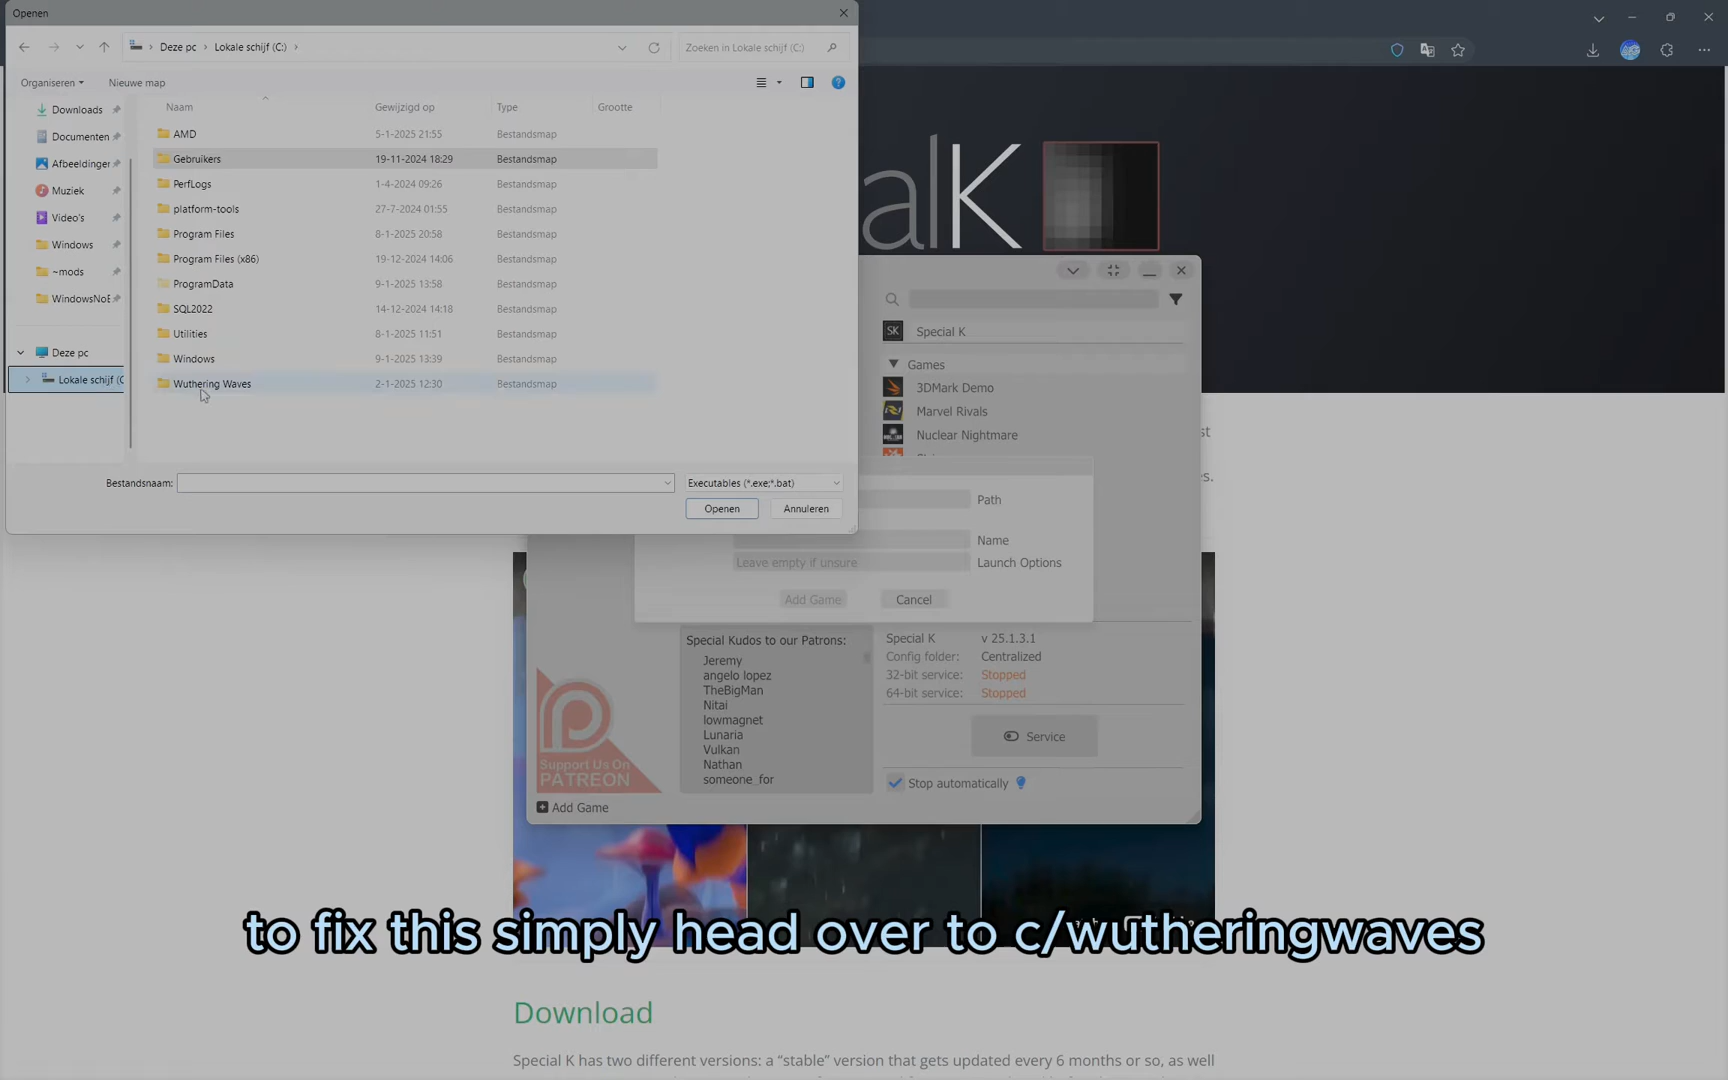 Openen
Deze pc
Lokale schijf (C:)
Zoeken in Lokale schijf (C:)
Organiseren
Nieuwe map
Downloads
Documenten
Afbeeldingen
Muziek
Video's
Windows
~mods
WindowsNoE
Deze pc
Lokale schijf (C
Naam Gewijzigd op Type Grootte
AMD 5-1-2025 21:55 Bestandsmap
Gebruikers 19-11-2024 18:29 Bestandsmap
PerfLogs 1-4-2024 09:26 Bestandsmap
platform-tools 27-7-2024 01:55 Bestandsmap
Program Files 8-1-2025 20:58 Bestandsmap
Program Files (x86) 19-12-2024 14:06 Bestandsmap
ProgramData 9-1-2025 13:58 Bestandsmap
SQL2022 14-12-2024 14:18 Bestandsmap
Utilities 8-1-2025 11:51 Bestandsmap
Windows 9-1-2025 13:39 Bestandsmap
Wuthering Waves 2-1-2025 12:30 Bestandsmap
Bestandsnaam:
Executables (*.exe;*.bat)
Openen
Annuleren
alK
SK Special K
Games
3DMark Demo
Marvel Rivals
Nuclear Nightmare
Path
Name
Leave empty if unsure Launch Options
Add Game Cancel
Special Kudos to our Patrons:
Jeremy
angelo lopez
TheBigMan
Nitai
lowmagnet
Lunaria
Vulkan
Nathan
someone_for
Support Us On
PATREON
Add Game
Special K v 25.1.3.1
Config folder: Centralized
32-bit service: Stopped
64-bit service: Stopped
Service
Stop automatically
to fix this simply head over to c/wutheringwaves
Download
Special K has two different versions: a “stable” version that gets updated every 6 months or so, as well